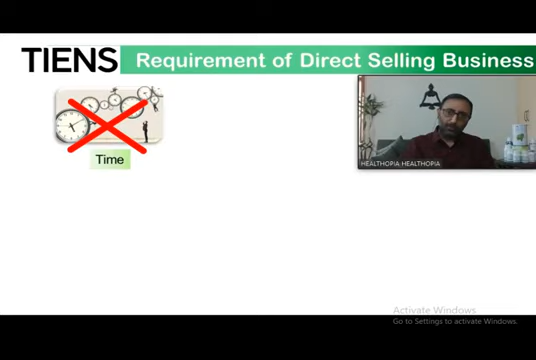 TIENS Requirement of Direct Selling Business
Time
HEALTHOPIA HEALTHOPIA
Activate Windows
Go to Settings to activate Windows.